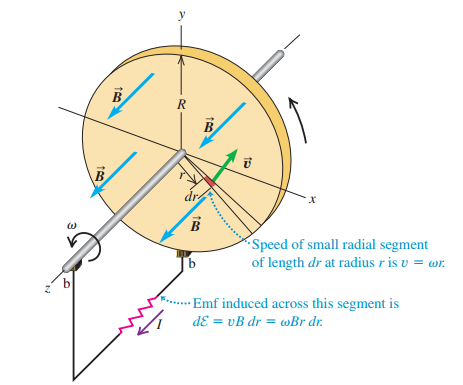 y
B
R
B
B
v
r
dr
x
B
ω
Speed of small radial segment
of length dr at radius r is v = ωr.
b
z
b
Emf induced across this segment is
I
dℰ = vB dr = ωBr dr.